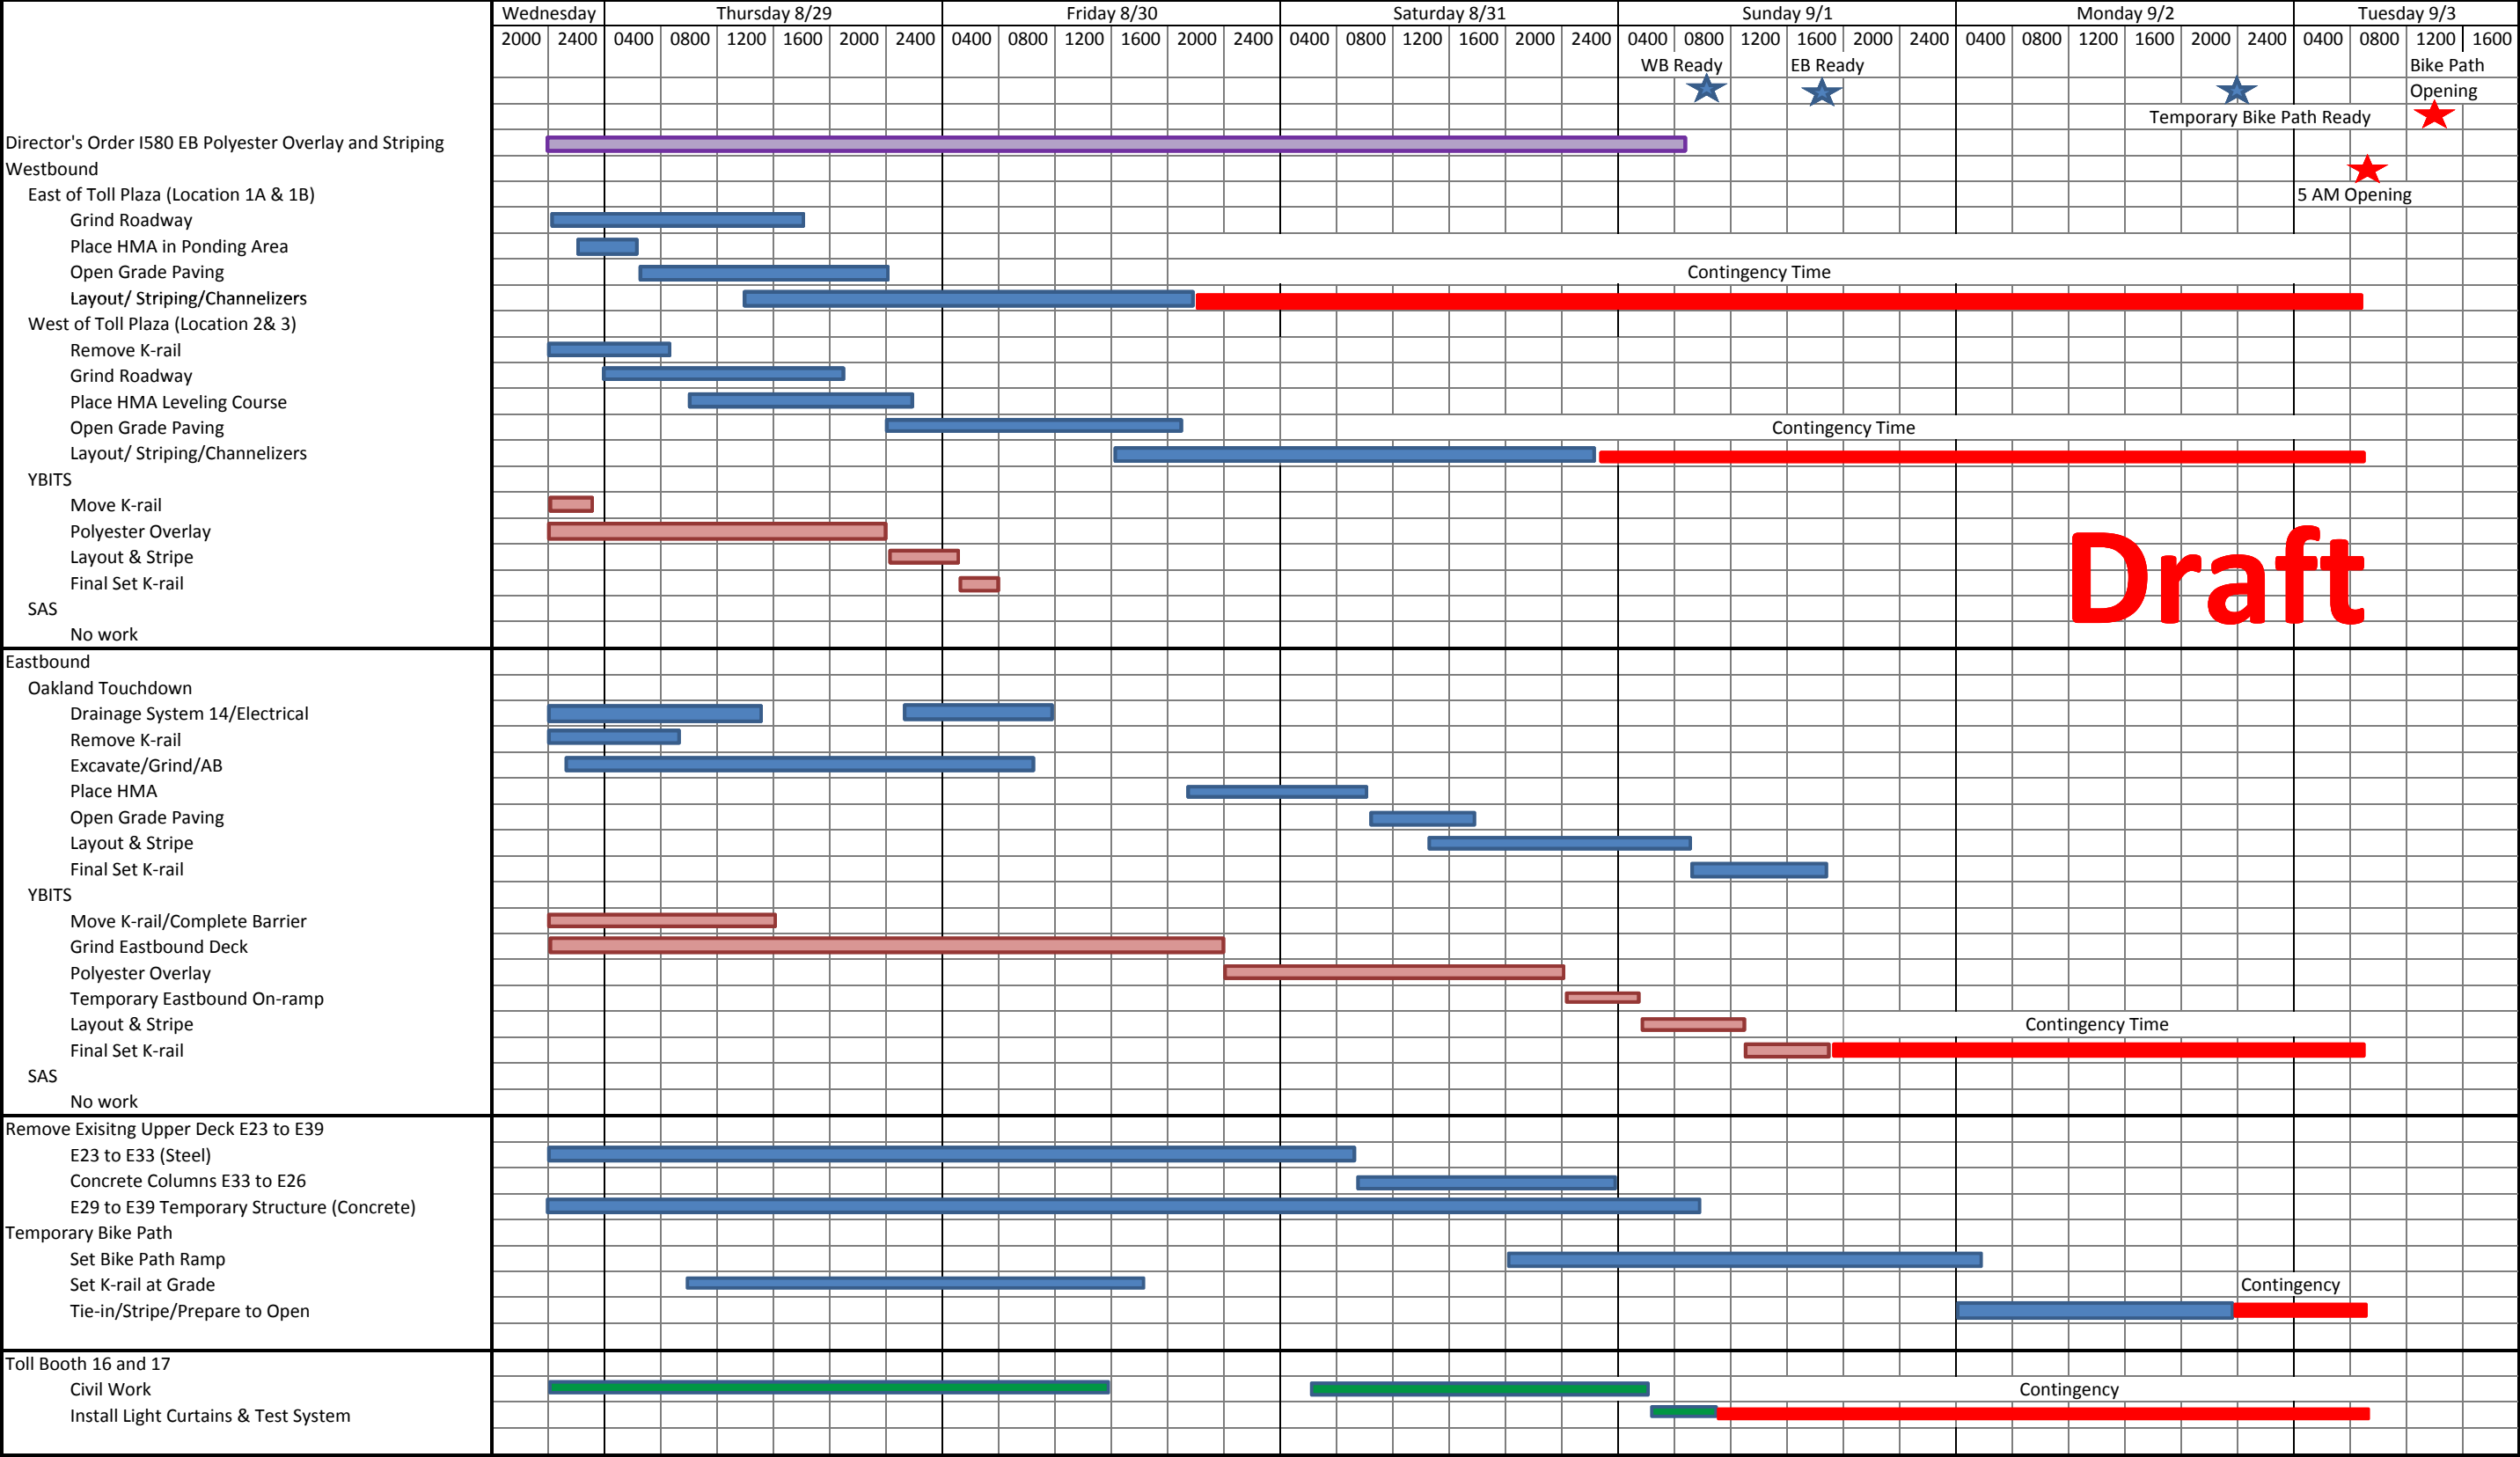 Wednesday Thursday 8/29 Friday 8/30 Saturday 8/31 Sunday 9/1 Monday 9/2 Tuesday 9/3
2000 2400 0400 0800 1200 1600 2000 2400 0400 0800 1200 1600 2000 2400 0400 0800 1200 1600 2000 2400 0400 0800 1200 1600 2000 2400 0400 0800 1200 1600 2000 2400 0400 0800 1200 1600
WB Ready EB Ready Bike Path
Opening
Temporary Bike Path Ready
Director's Order I580 EB Polyester Overlay and Striping
Westbound
East of Toll Plaza (Location 1A & 1B) 5 AM Opening
Grind Roadway
Place HMA in Ponding Area
Open Grade Paving Contingency Time
Layout/ Striping/Channelizers
West of Toll Plaza (Location 2& 3)
Remove K-rail
Grind Roadway
Place HMA Leveling Course
Open Grade Paving Contingency Time
Layout/ Striping/Channelizers
YBITS
Move K-rail
Polyester Overlay
Layout & Stripe
Final Set K-rail
Draft
SAS
No work
Eastbound
Oakland Touchdown
Drainage System 14/Electrical
Remove K-rail
Excavate/Grind/AB
Place HMA
Open Grade Paving
Layout & Stripe
Final Set K-rail
YBITS
Move K-rail/Complete Barrier
Grind Eastbound Deck
Polyester Overlay
Temporary Eastbound On-ramp
Layout & Stripe Contingency Time
Final Set K-rail
SAS
No work
Remove Exisitng Upper Deck E23 to E39
E23 to E33 (Steel)
Concrete Columns E33 to E26
E29 to E39 Temporary Structure (Concrete)
Temporary Bike Path
Set Bike Path Ramp
Set K-rail at Grade Contingency
Tie-in/Stripe/Prepare to Open
Toll Booth 16 and 17
Civil Work Contingency
Install Light Curtains & Test System